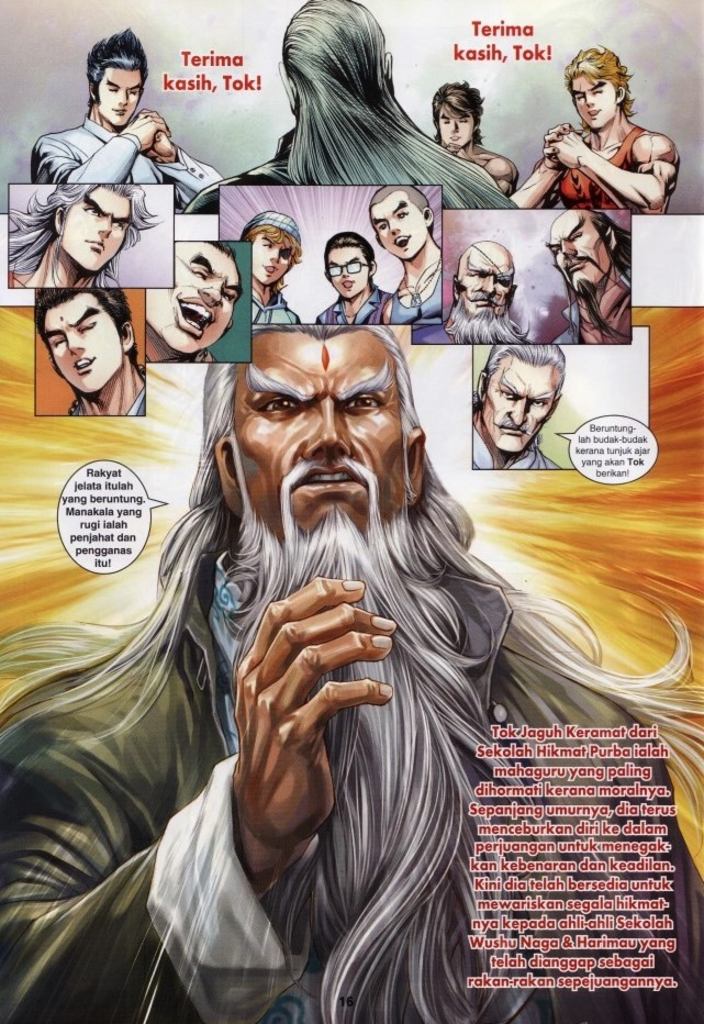 Terima
kasih, Tok!
Terima
kasih, Tok!
Beruntung-
lah budak-budak
kerana tunjuk ajar
yang akan Tok
berikan!
Rakyat
jelata itulah
yang beruntung.
Manakala yang
rugi ialah
penjahat dan
pengganas
itu!
Tok Jaguh Keramat dari
Sekolah Hikmat Purba ialah
mahaguru yang paling
dihormati kerana moralnya.
Sepanjang umurnya, dia terus
menceburkan diri ke dalam
perjuangan untuk menegak-
kan kebenaran dan keadilan.
Kini dia telah bersedia untuk
mewariskan segala hikmat-
nya kepada ahli-ahli Sekolah
Wushu Naga & Harimau yang
telah dianggap sebagai
rakan-rakan sepejuangannya.
16